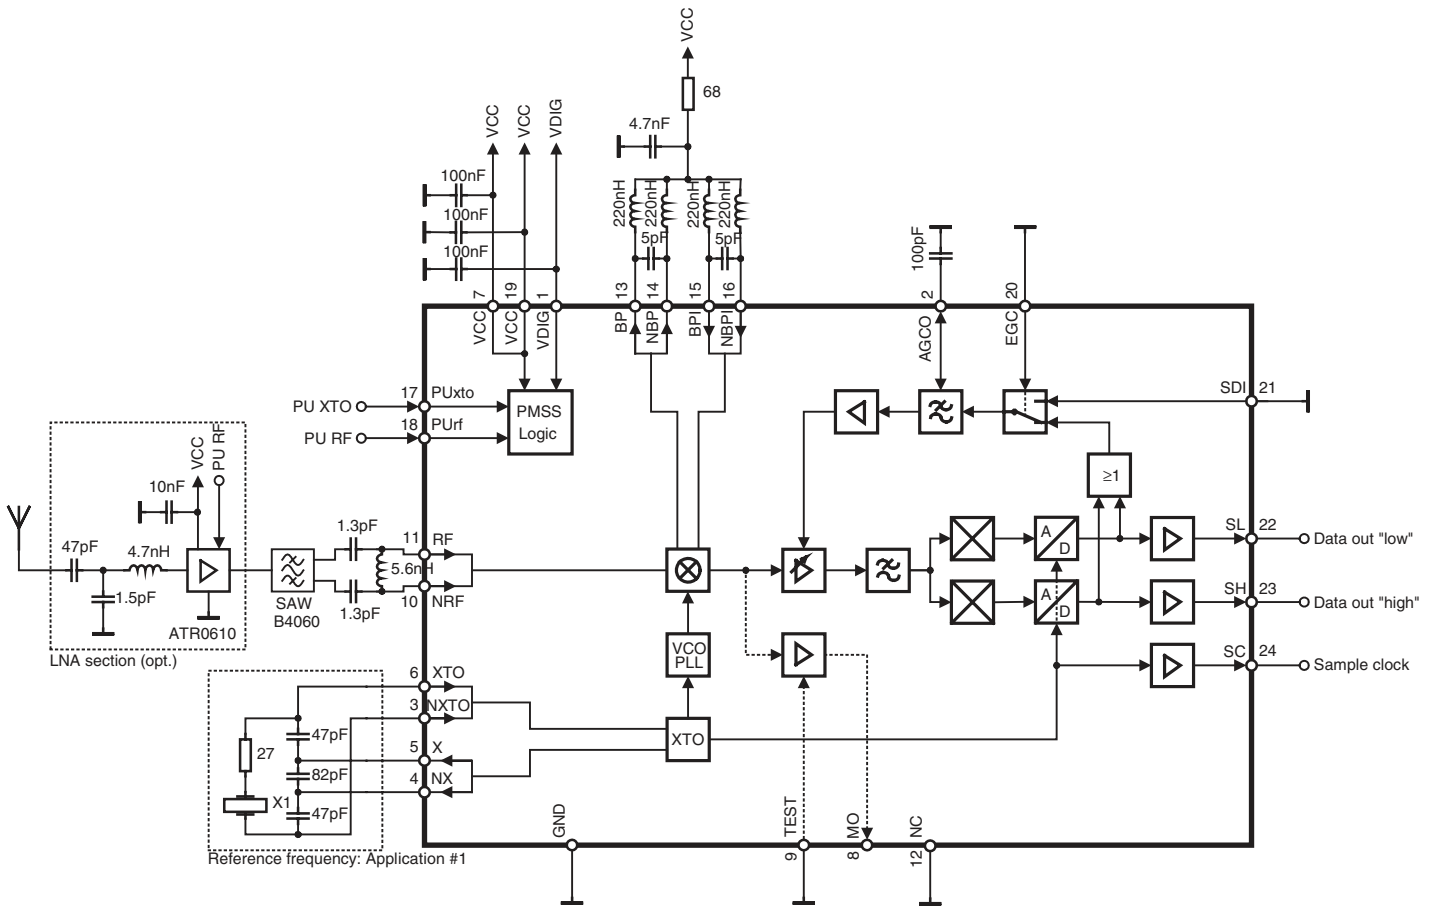 VCC
68
4.7nF
VCC
VCC
VDIG
100nF
100nF
100nF
220nH
220nH
220nH
220nH
5pF
5pF
100pF
7
19
1
13
14
15
16
2
20
VCC
VCC
VDIG
BP
NBP
BPI
NBPI
AGCO
EGC
SDI
21
PU XTO
17
PUxto
PU RF
18
PUrf
PMSS
Logic
≥1
VCC
PU RF
10nF
47pF
4.7nH
1.5pF
ATR0610
LNA section (opt.)
SAW
B4060
1.3pF
1.3pF
5.6nH
11
RF
10
NRF
A
D
A
D
SL
22
Data out "low"
SH
23
Data out "high"
SC
24
Sample clock
VCO
PLL
XTO
6
XTO
3
NXTO
5
X
4
NX
47pF
27
82pF
X1
47pF
Reference frequency: Application #1
GND
TEST
9
MO
8
NC
12